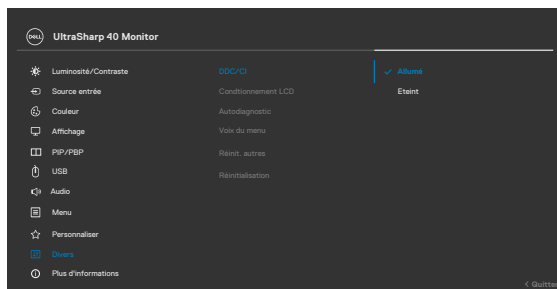 DELL
UltraSharp 40 Monitor
Luminosité/Contraste
Source entrée
Couleur
Affichage
PIP/PBP
USB
Audio
Menu
Personnaliser
Divers
Plus d'informations
DDC/CI
Condtionnement LCD
Autodiagnostic
Voix du menu
Réinit, autres
Réinitialisation
Allumé
Eteint
< Quitter